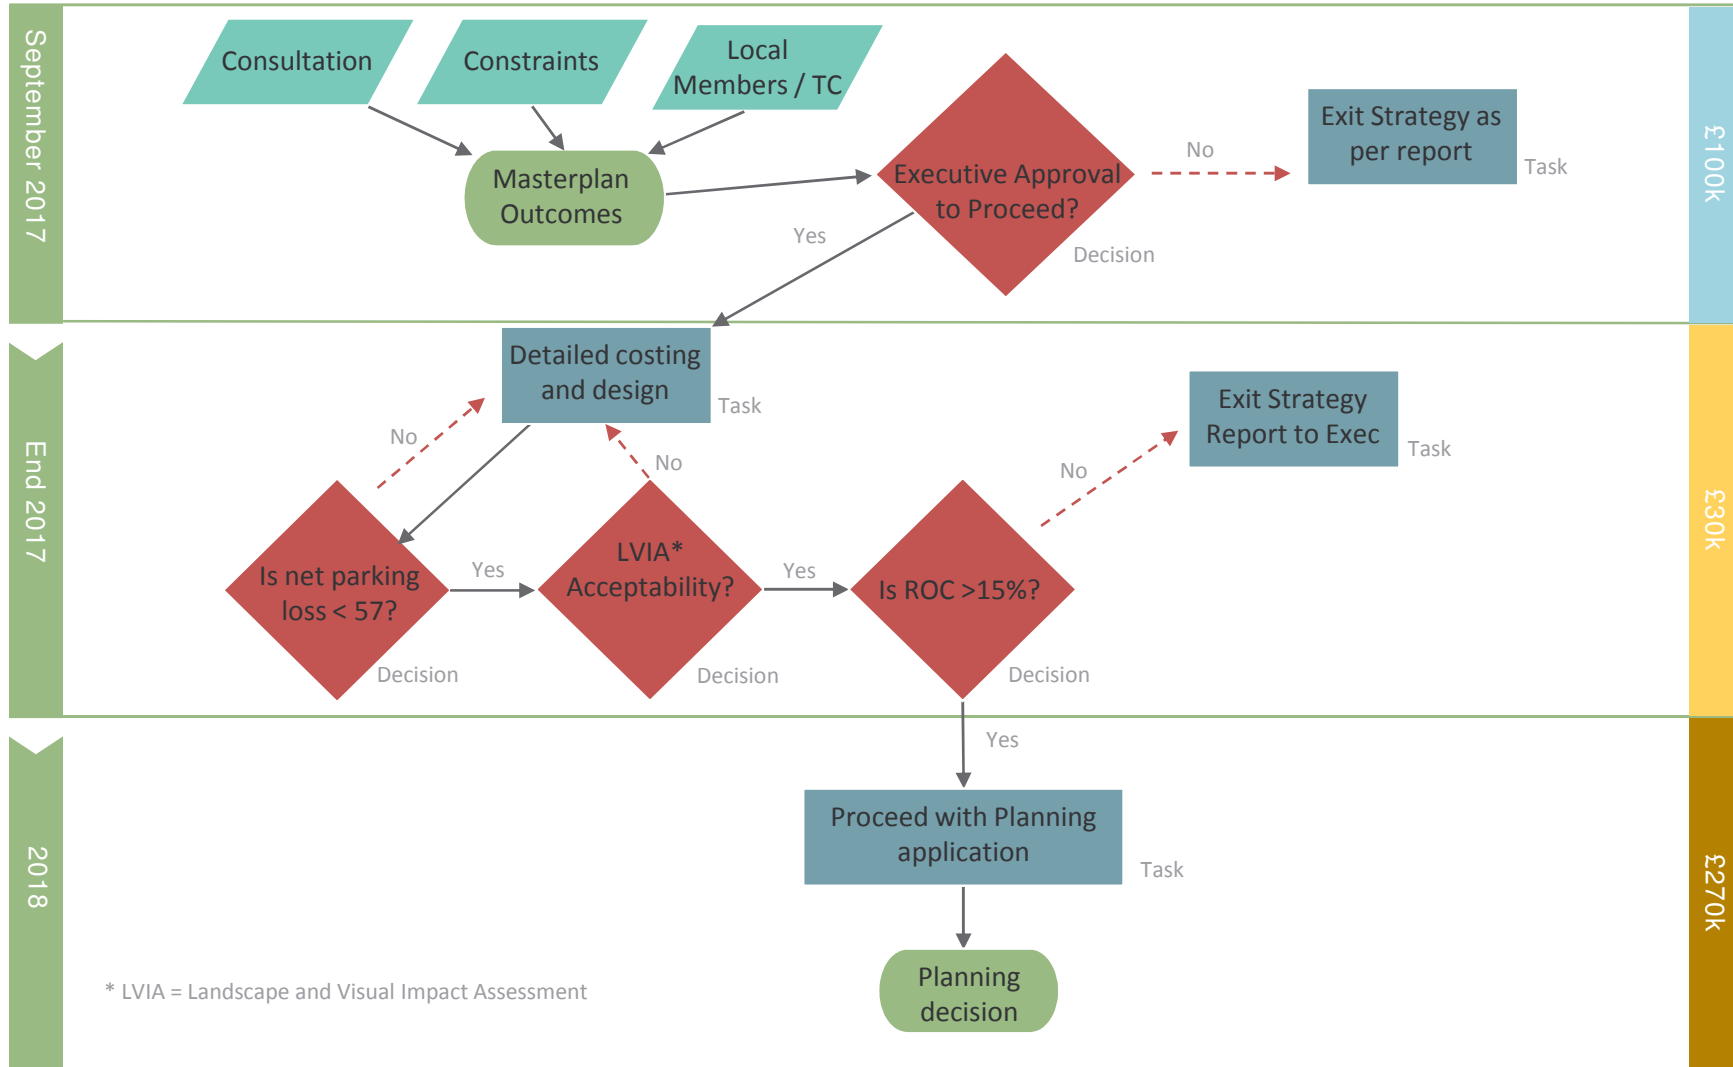 September 2017
Consultation
Constraints
Local
Members / TC
Masterplan
Outcomes
Executive Approval
to Proceed?
Decision
No
Exit Strategy as
per report
Task
Yes
£100k
End 2017
Detailed costing
and design
Task
No
No
Is net parking
loss < 57?
Decision
Yes
LVIA*
Acceptability?
Decision
Yes
Is ROC >15%?
Decision
No
Exit Strategy
Report to Exec
Task
£30k
2018
Yes
Proceed with Planning
application
Task
Planning
decision
£270k
* LVIA = Landscape and Visual Impact Assessment